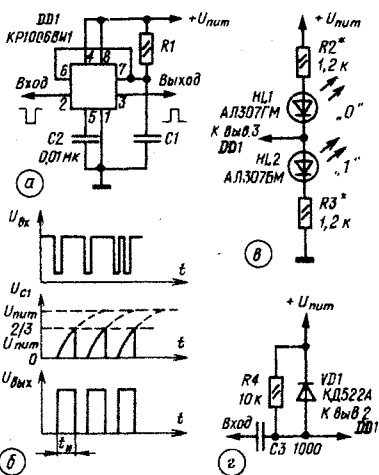 DD1
КР1006ВИ1
+Uпит
R1
4 8
6 7
Вход
Выход
2 3
5 1
C2
0,01мк
C1
а
+Uпит
R2*
1,2 к
HL1
АЛ307ГМ
„0"
К выв.3
DD1
HL2
АЛ307БМ
„1"
R3*
1,2 к
в
Uвх
t
UC1
Uпит
2/3
Uпит
0
t
Uвых
tи
t
б
+Uпит
R4
10 к
VD1
КД522А
К выв 2
Вход
DD1
C3 1000
г